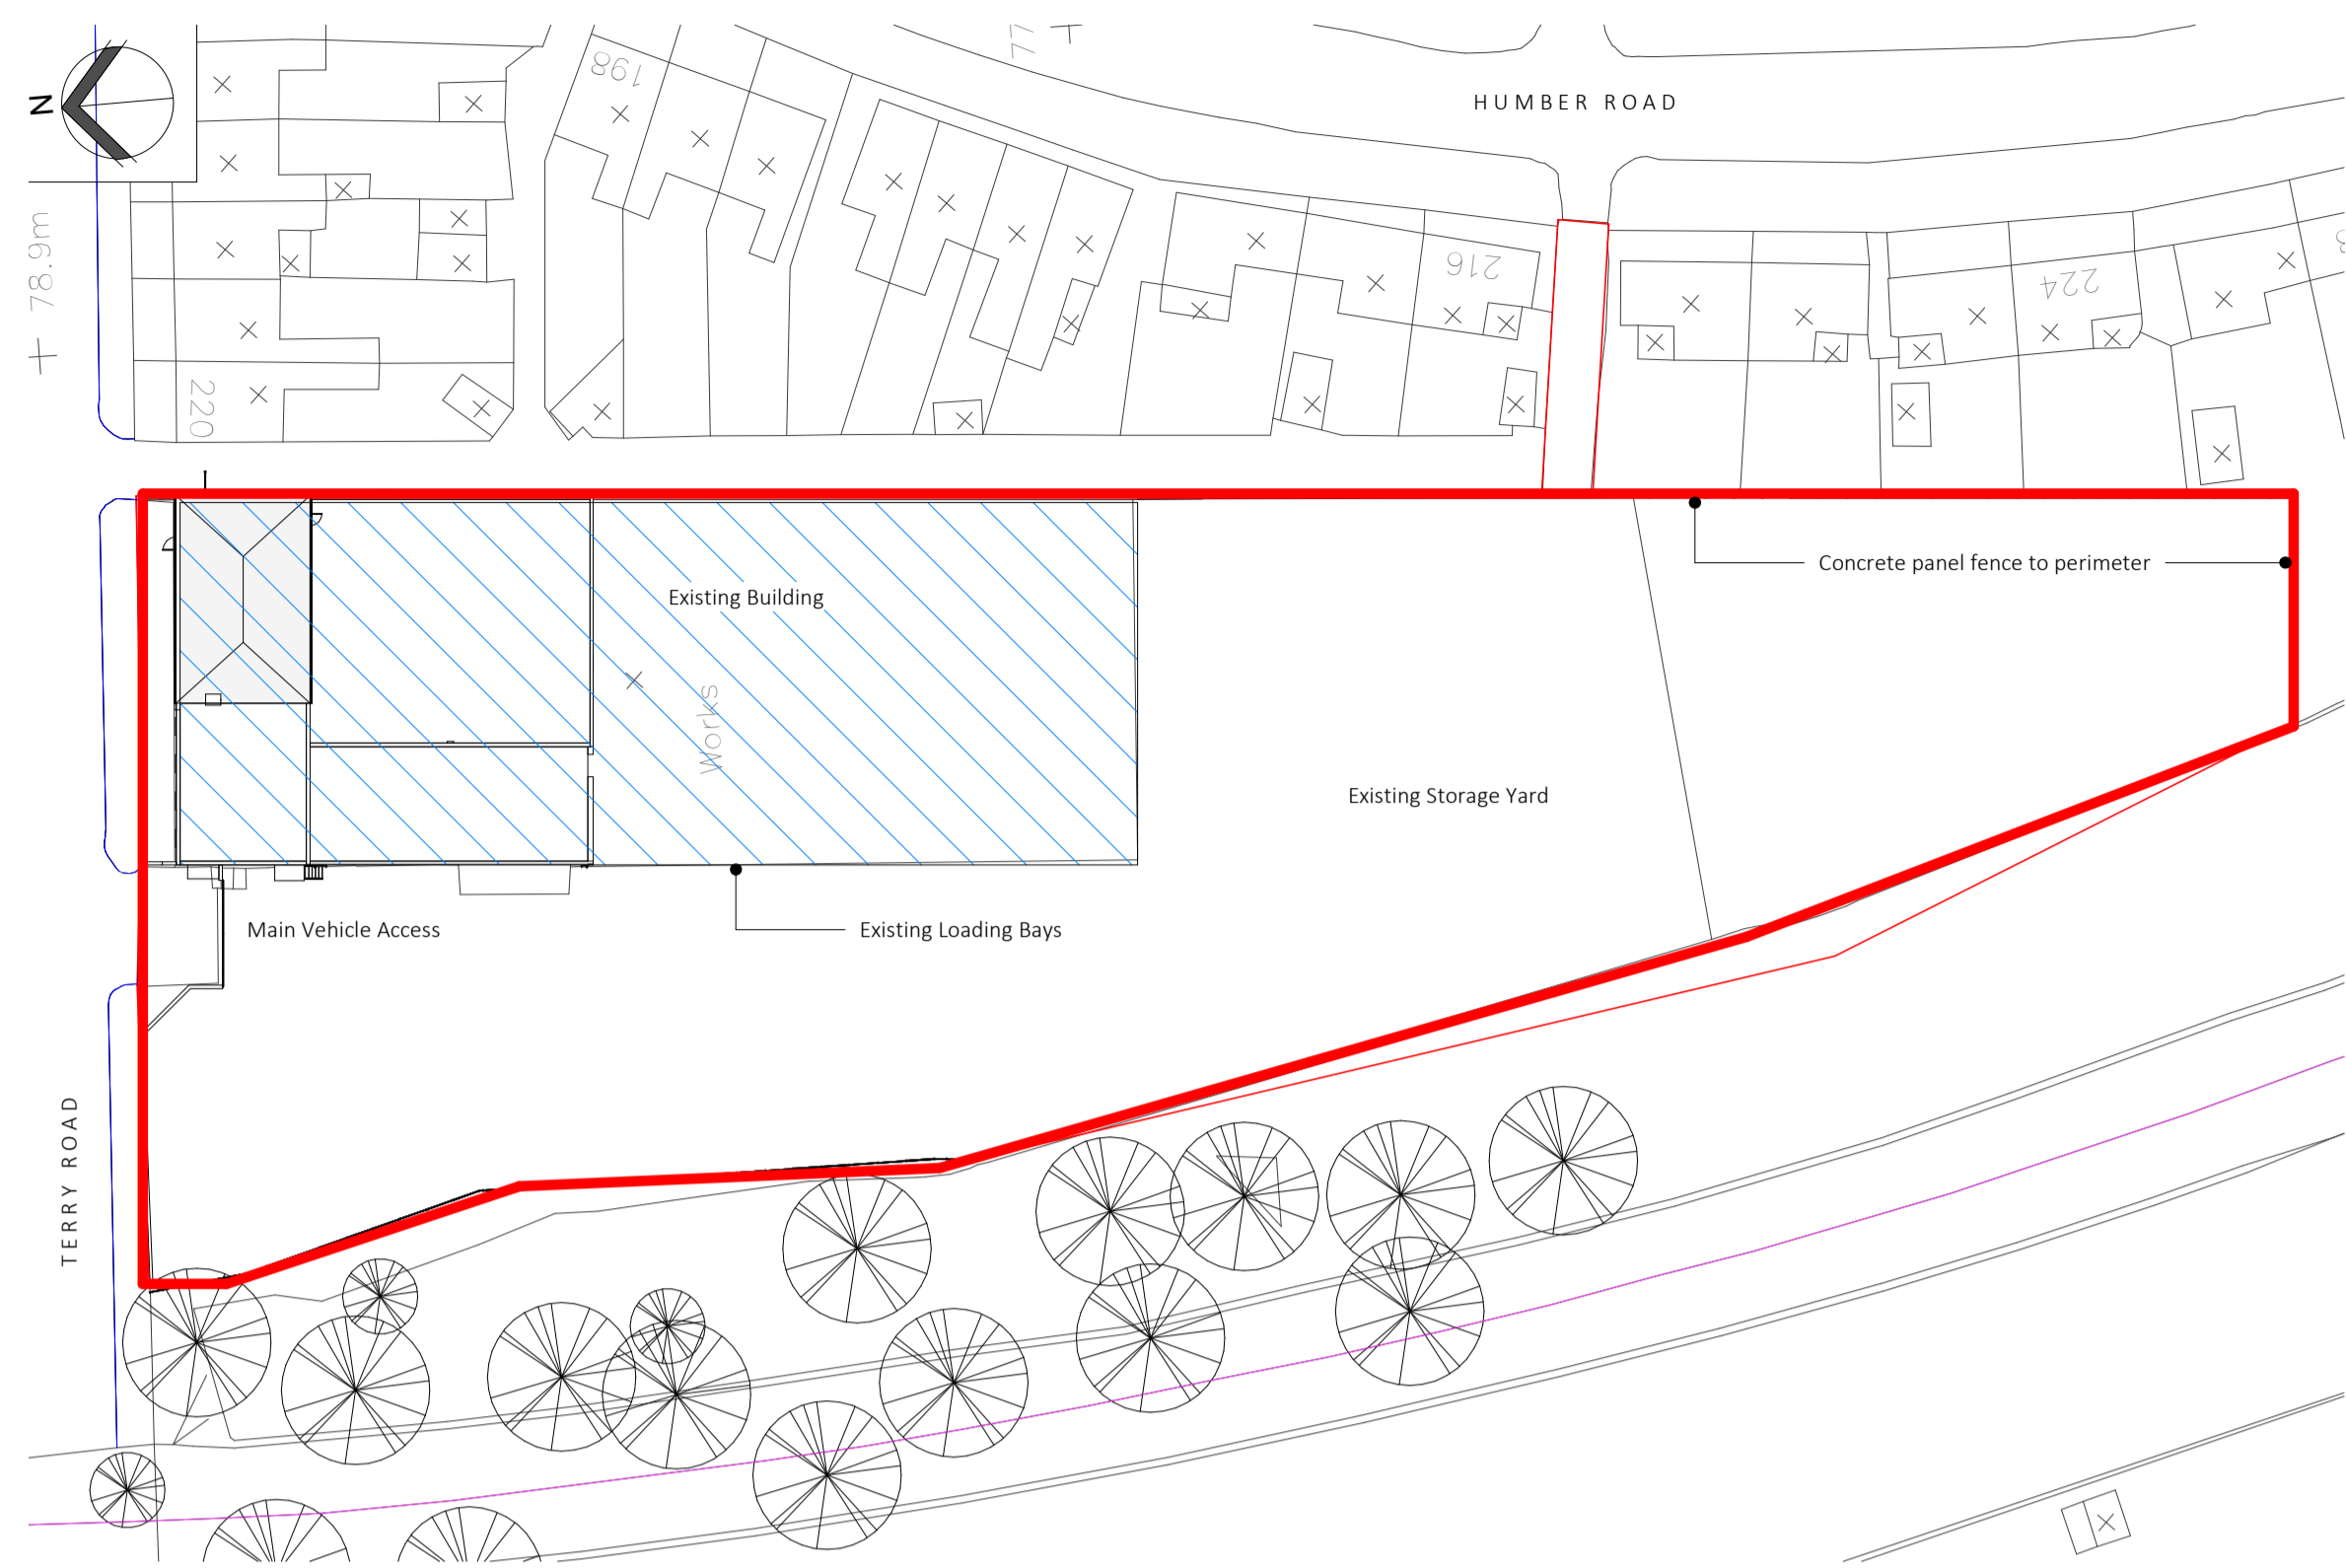 N
198
77
HUMBER ROAD
78.9m
216
224
220
Concrete panel fence to perimeter
Existing Building
Works
Existing Storage Yard
Main Vehicle Access
Existing Loading Bays
TERRY ROAD